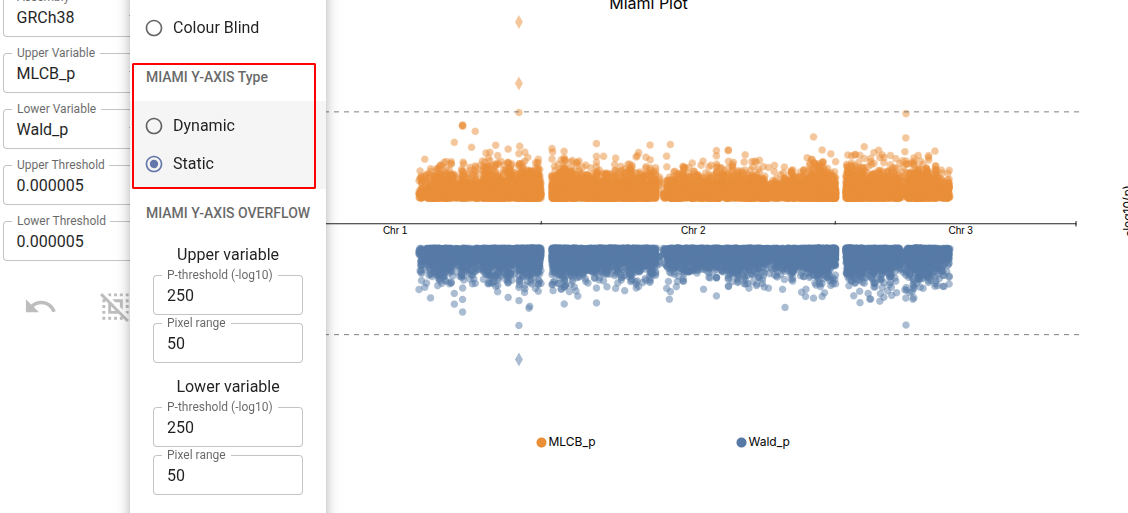 GRCh38
Upper Variable
MLCB_p
Lower Variable
Wald_p
Upper Threshold
0.000005
Lower Threshold
0.000005
Colour Blind
MIAMI Y-AXIS Type
Dynamic
Static
MIAMI Y-AXIS OVERFLOW
Upper variable
P-threshold (-log10)
250
Pixel range
50
Lower variable
P-threshold (-log10)
250
Pixel range
50
Miami Plot
Chr 1
Chr 2
Chr 3
MLCB_p
Wald_p